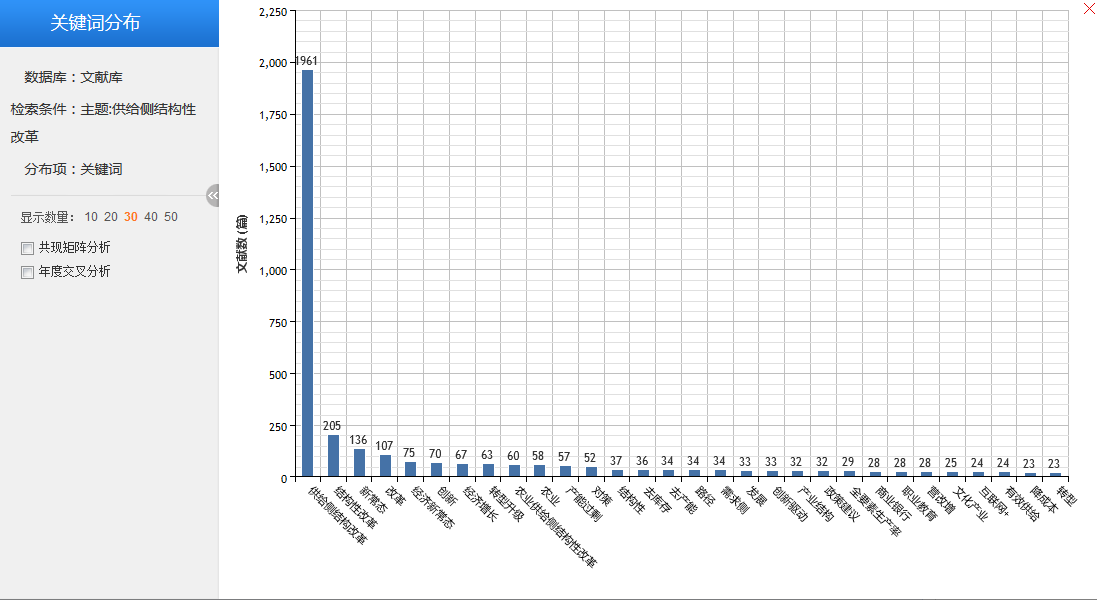 关键词分布
数据库：文献库
检索条件：主题:供给侧结构性
改革
分布项：关键词
显示数量： 10 20 30 40 50
共现矩阵分析
年度交叉分析
文献数 (篇)
2,250
2,000
1,750
1,500
1,250
1,000
750
500
250
0
1961
205
136
107
75
70
67
63
60
58
57
52
37
36
34
34
34
33
33
32
32
29
28
28
28
25
24
24
23
23
供给侧结构改革
结构性改革
新常态
改革
经济新常态
创新
经济增长
转型升级
农业供给侧结构性改革
农业
产能过剩
对策
结构性
去库存
去产能
路径
需求侧
发展
创新驱动
产业结构
政策建议
全要素生产率
商业银行
职业教育
营改增
文化产业
互联网+
有效供给
降成本
转型